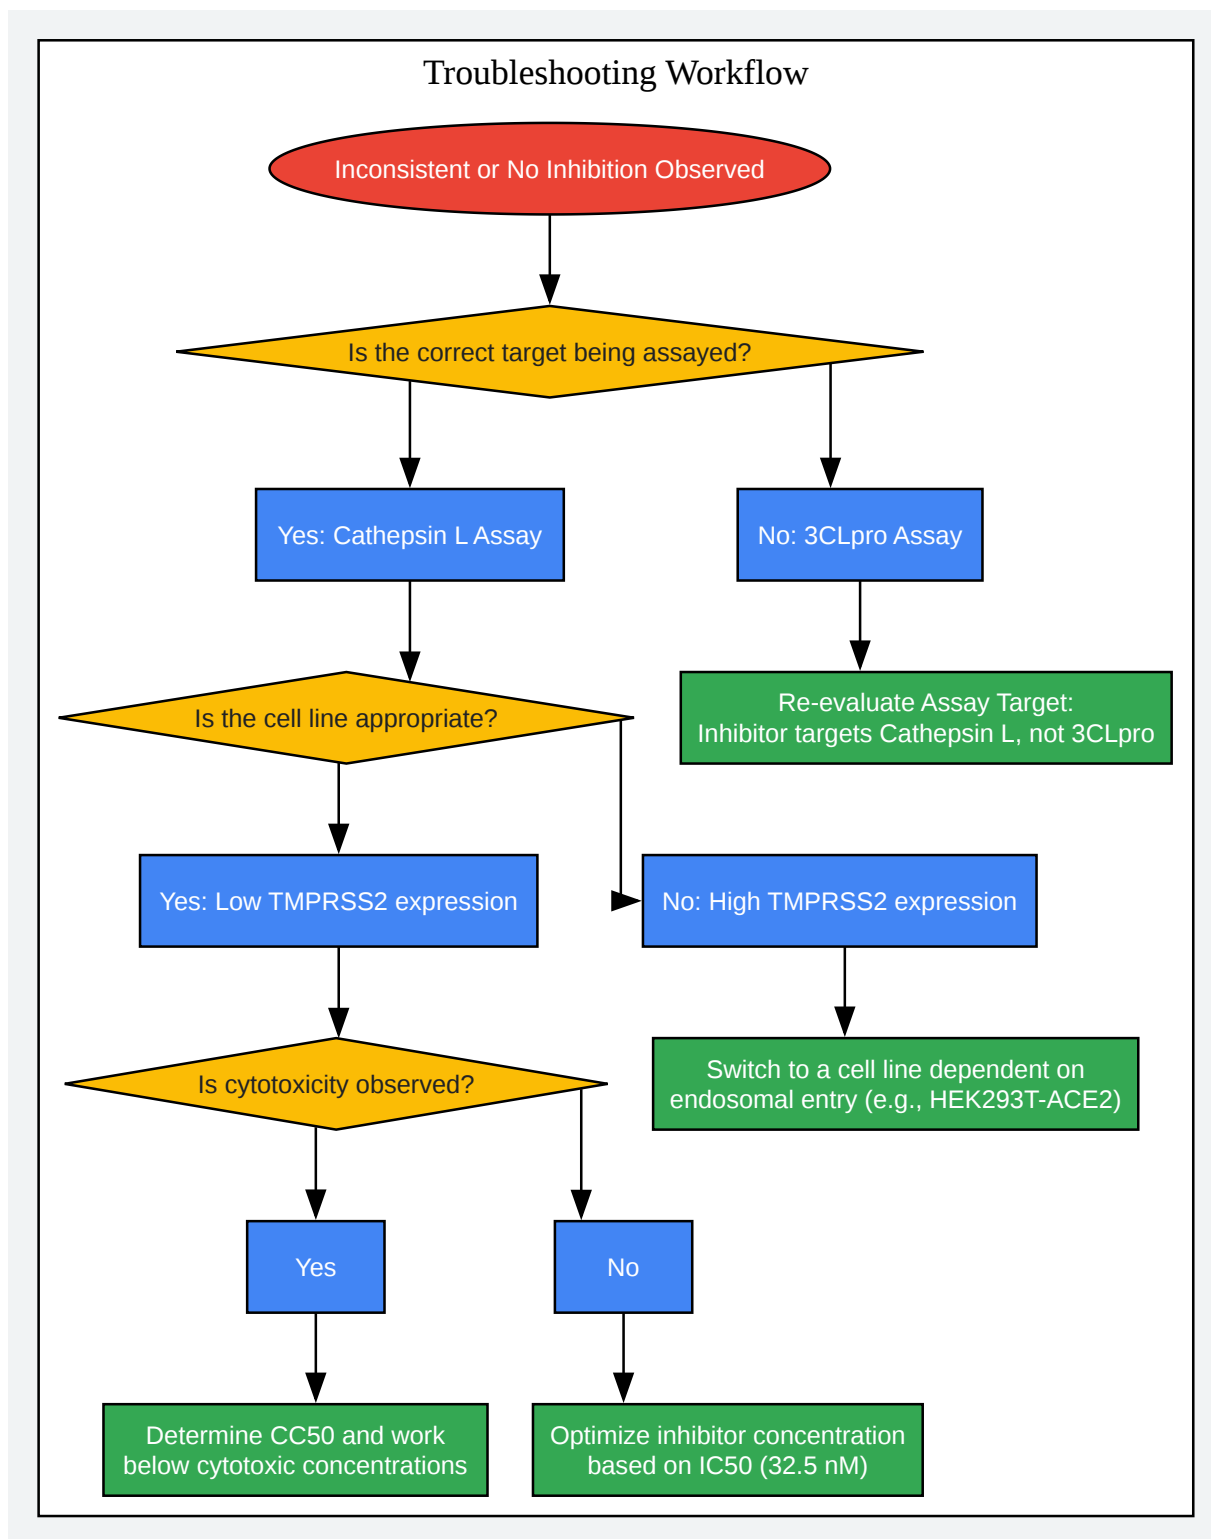 Troubleshooting Workflow
Inconsistent or No Inhibition Observed
Is the correct target being assayed?
Yes: Cathepsin L Assay
No: 3CLpro Assay
Re-evaluate Assay Target:
Inhibitor targets Cathepsin L, not 3CLpro
Is the cell line appropriate?
Yes: Low TMPRSS2 expression
No: High TMPRSS2 expression
Switch to a cell line dependent on
endosomal entry (e.g., HEK293T-ACE2)
Is cytotoxicity observed?
Yes
No
Determine CC50 and work
below cytotoxic concentrations
Optimize inhibitor concentration
based on IC50 (32.5 nM)